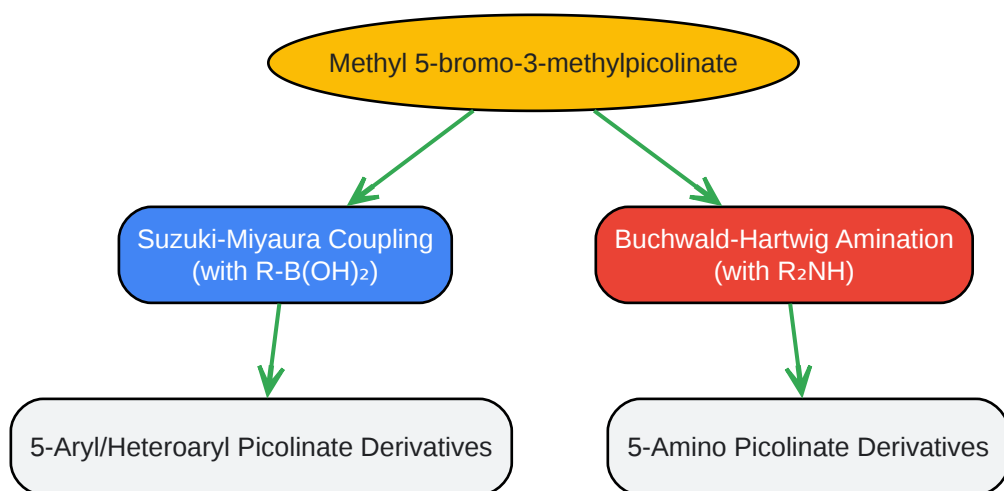 Methyl 5-bromo-3-methylpicolinate
Suzuki-Miyaura Coupling
(with R-B(OH)₂)
Buchwald-Hartwig Amination
(with R₂NH)
5-Aryl/Heteroaryl Picolinate Derivatives
5-Amino Picolinate Derivatives